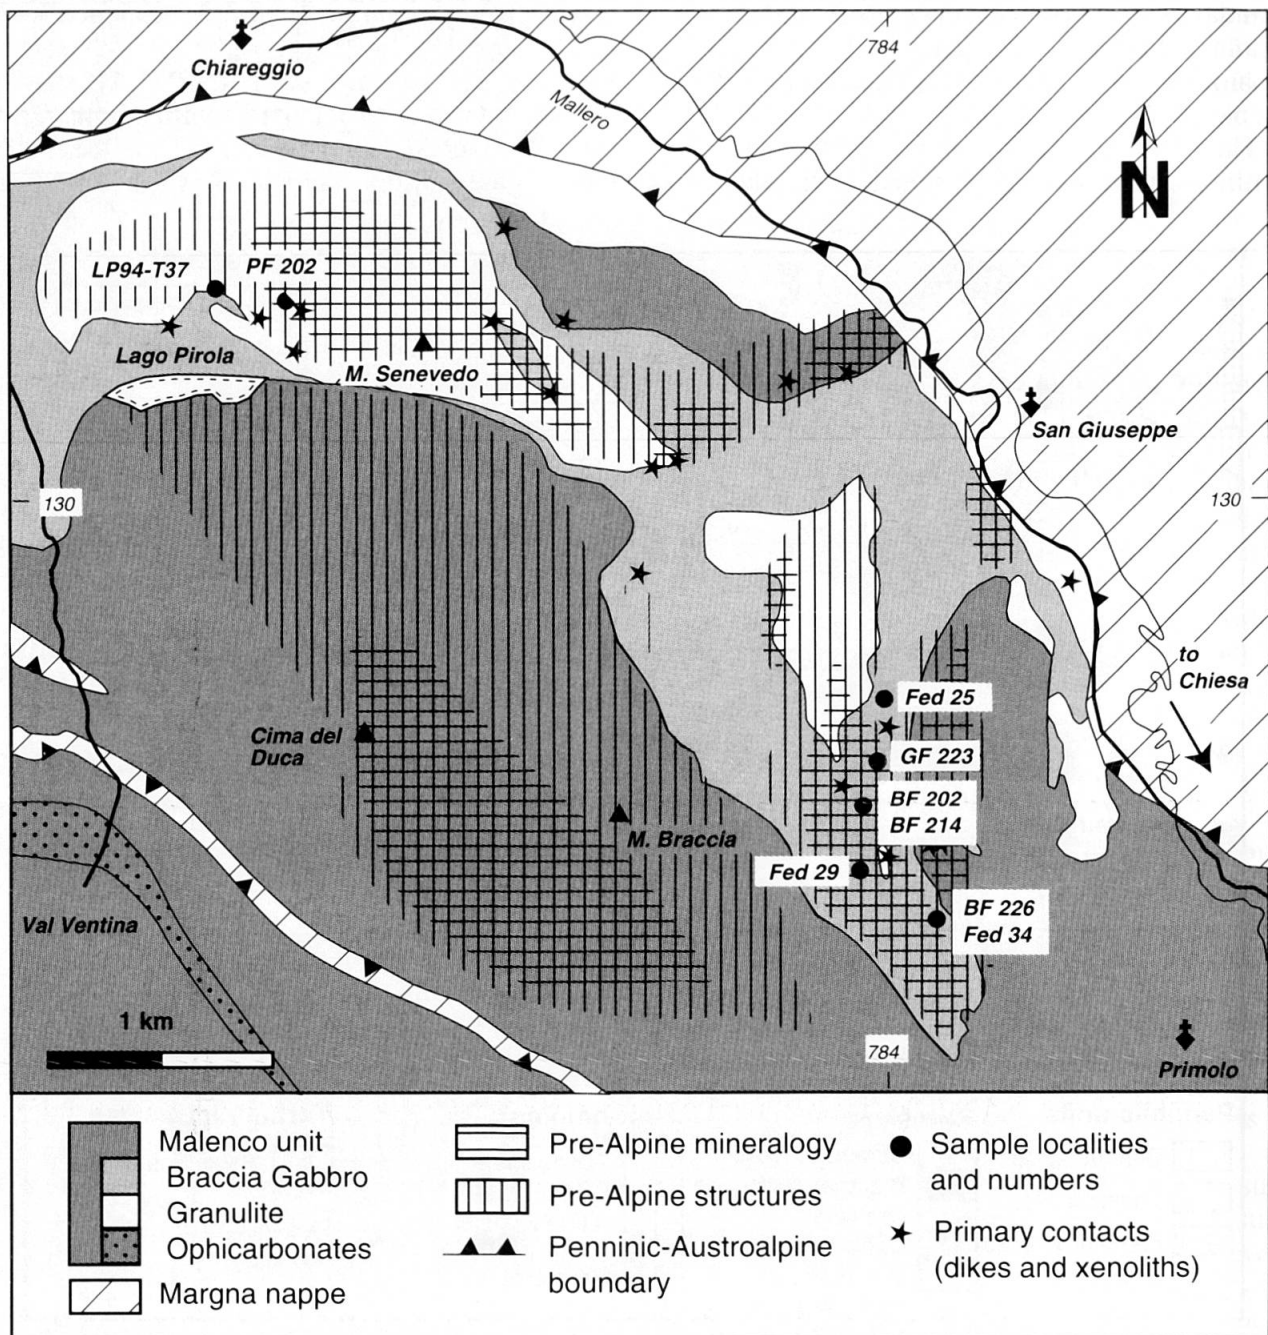 784
Chiareggio
Mallero
N
LP94-T37
PF 202
Lago Pirola
M. Senevedo
San Giuseppe
130
130
to
Chiesa
Fed 25
Cima del
Duca
GF 223
BF 202
BF 214
M. Braccia
Fed 29
BF 226
Fed 34
Val Ventina
1 km
784
Primolo
Malenco unit
Braccia Gabbro
Granulite
Ophicarbonates
Margna nappe
Pre-Alpine mineralogy
Pre-Alpine structures
Penninic-Austroalpine
boundary
Sample localities
and numbers
Primary contacts
(dikes and xenoliths)